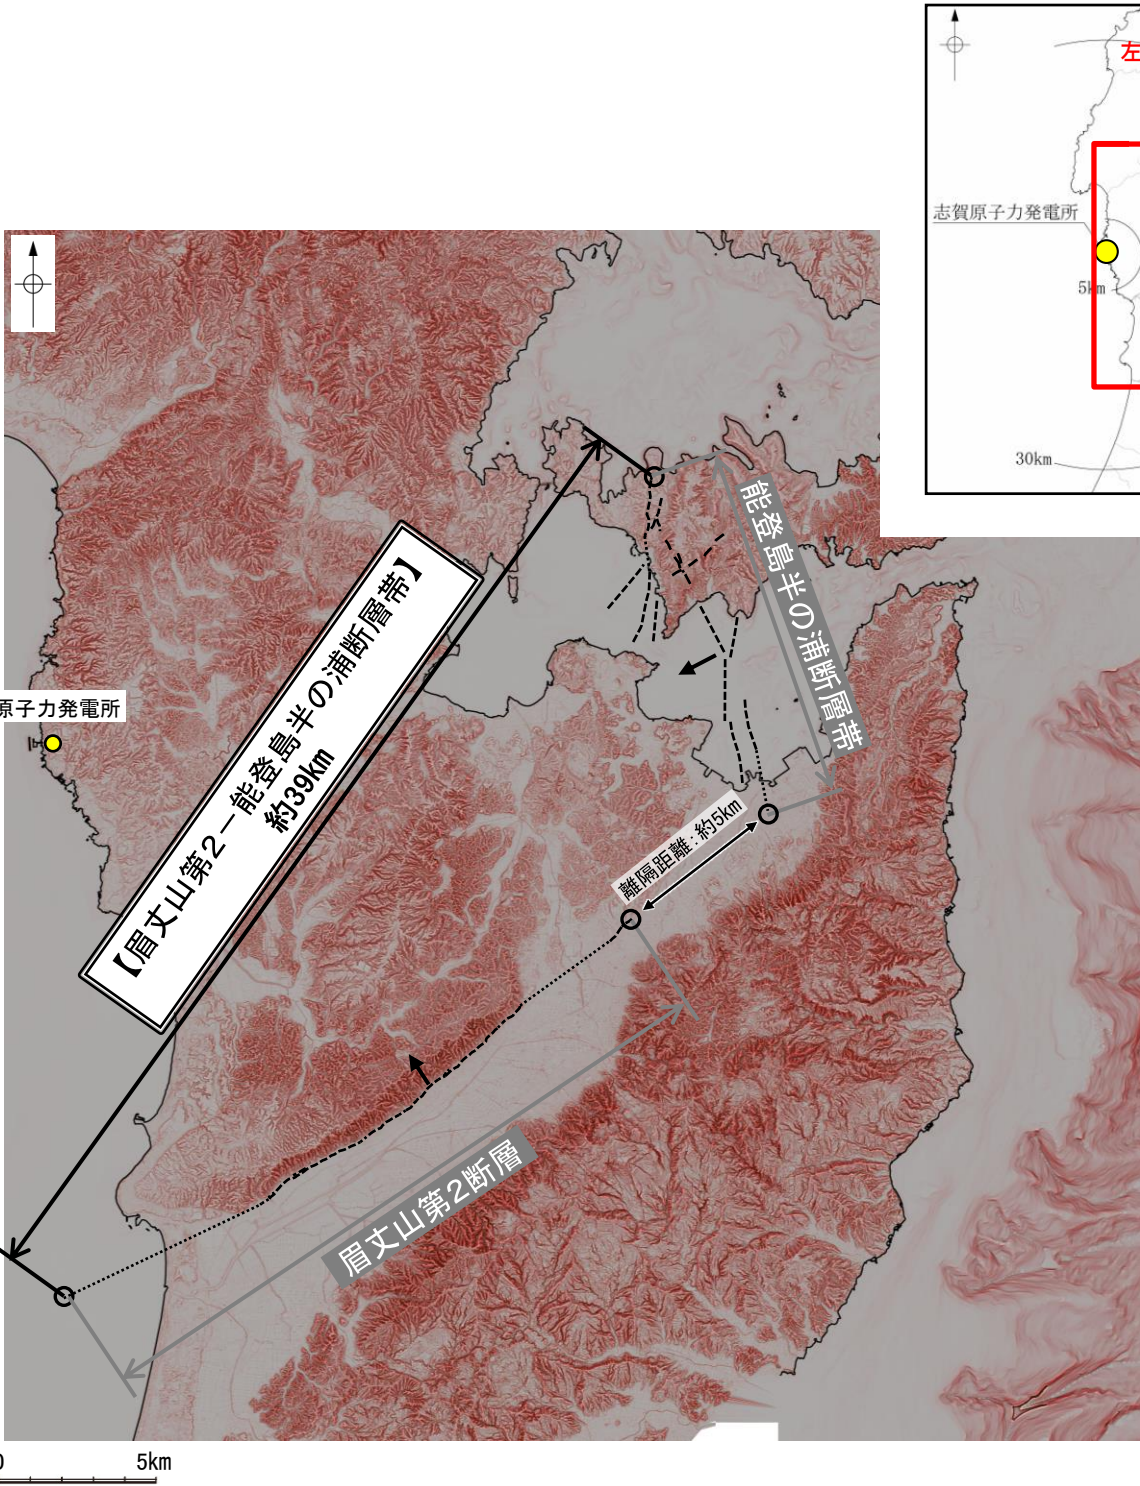 左
志賀原子力発電所
5km
30km
能登島半の浦断層帯
【眉丈山第2－能登島半の浦断層帯】
約39km
原子力発電所
離隔距離：約5km
眉丈山第2断層
0
5km